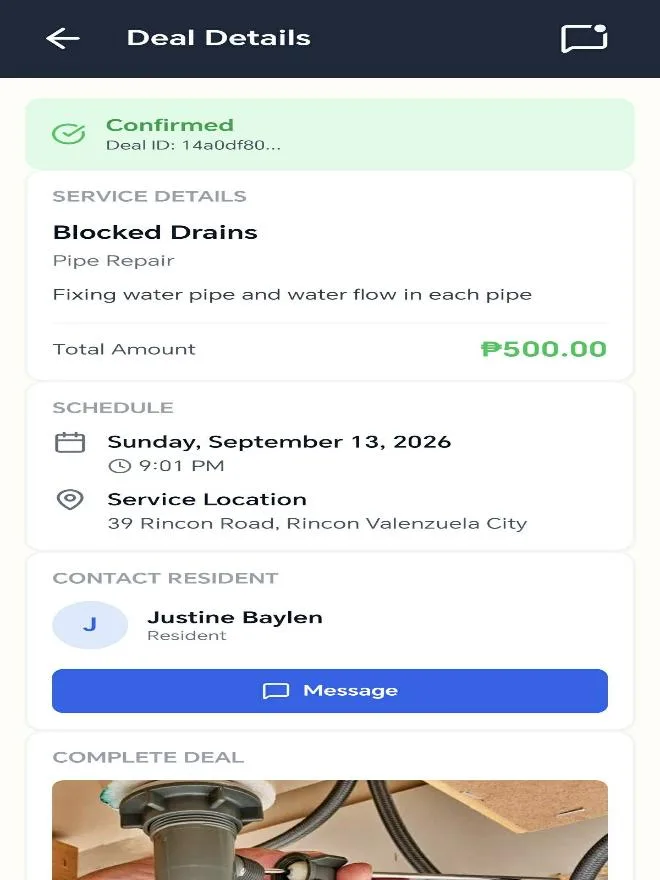 Deal Details
Confirmed
Deal ID: 14a0df80...
SERVICE DETAILS
Blocked Drains
Pipe Repair
Fixing water pipe and water flow in each pipe
Total Amount
₱500.00
SCHEDULE
Sunday, September 13, 2026
9:01 PM
Service Location
39 Rincon Road, Rincon Valenzuela City
CONTACT RESIDENT
J
Justine Baylen
Resident
Message
COMPLETE DEAL